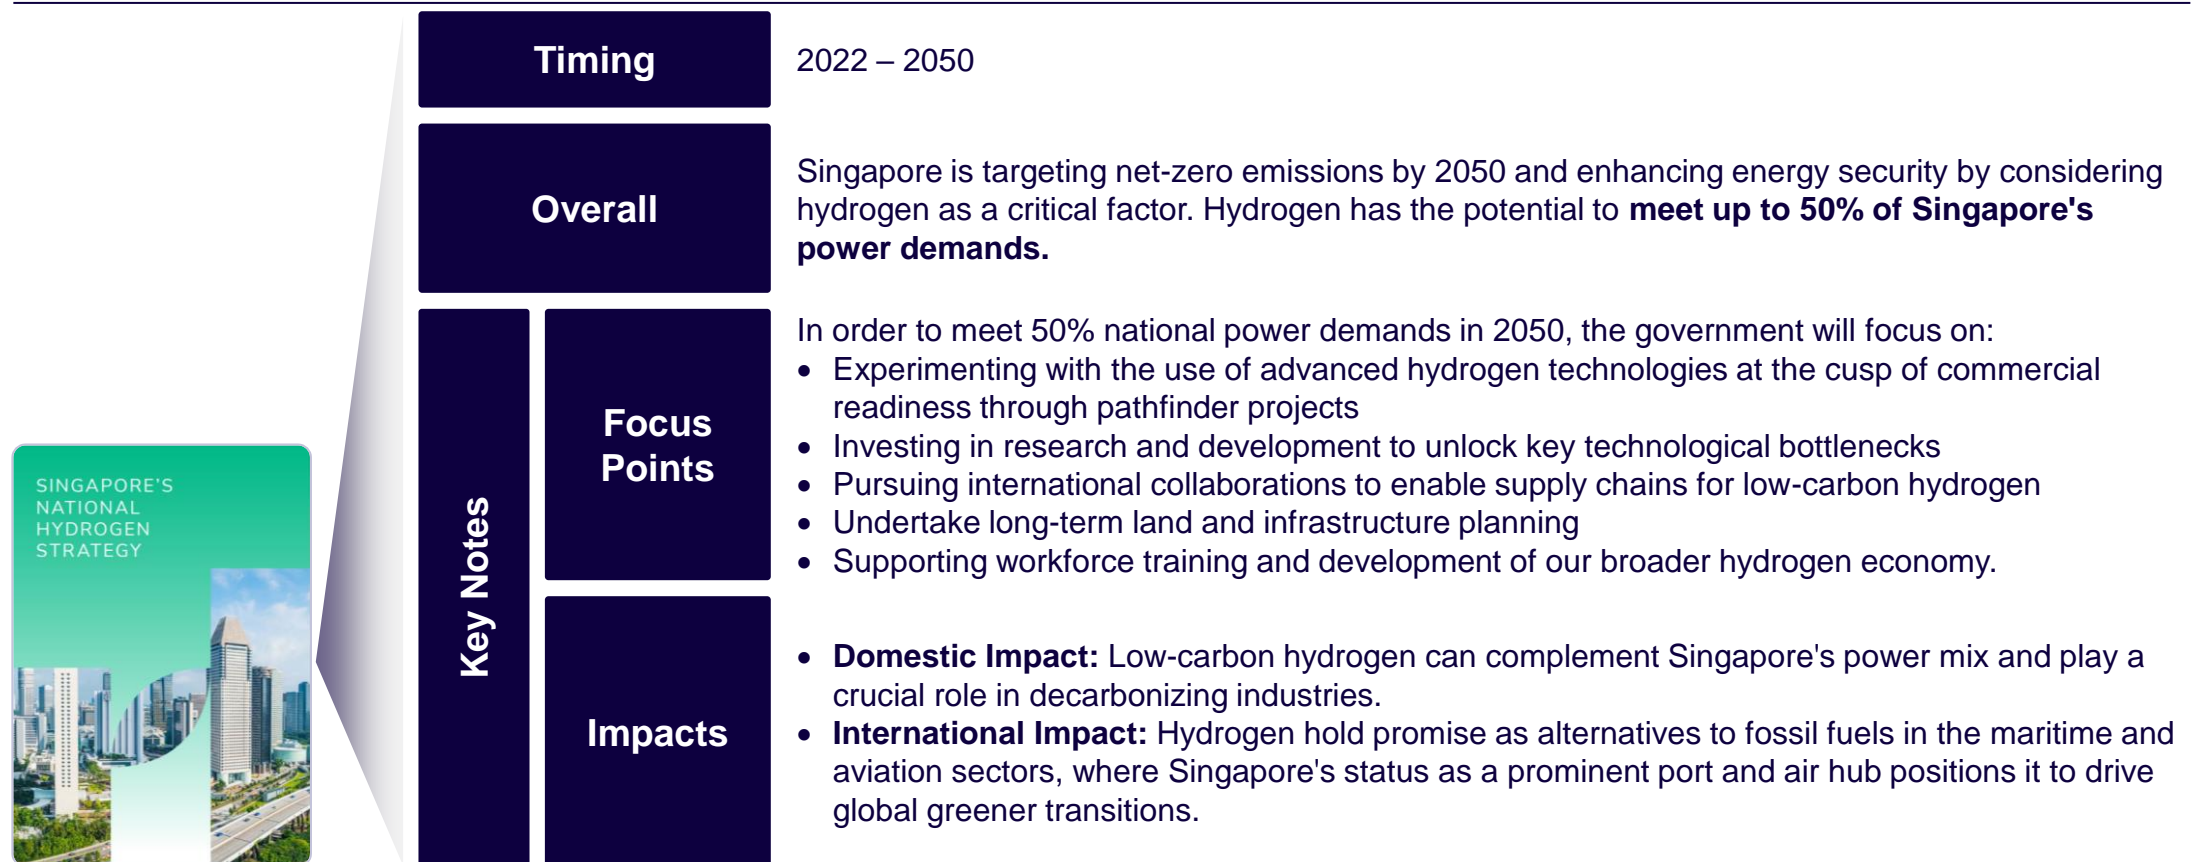 Timing
2022 – 2050
Overall
Singapore is targeting net-zero emissions by 2050 and enhancing energy security by considering
hydrogen as a critical factor. Hydrogen has the potential to meet up to 50% of Singapore's
power demands.
Key Notes
Focus
Points
In order to meet 50% national power demands in 2050, the government will focus on:
• Experimenting with the use of advanced hydrogen technologies at the cusp of commercial
readiness through pathfinder projects
• Investing in research and development to unlock key technological bottlenecks
• Pursuing international collaborations to enable supply chains for low-carbon hydrogen
• Undertake long-term land and infrastructure planning
• Supporting workforce training and development of our broader hydrogen economy.
Impacts
• Domestic Impact: Low-carbon hydrogen can complement Singapore's power mix and play a
crucial role in decarbonizing industries.
• International Impact: Hydrogen hold promise as alternatives to fossil fuels in the maritime and
aviation sectors, where Singapore's status as a prominent port and air hub positions it to drive
global greener transitions.
SINGAPORE'S
NATIONAL
HYDROGEN
STRATEGY